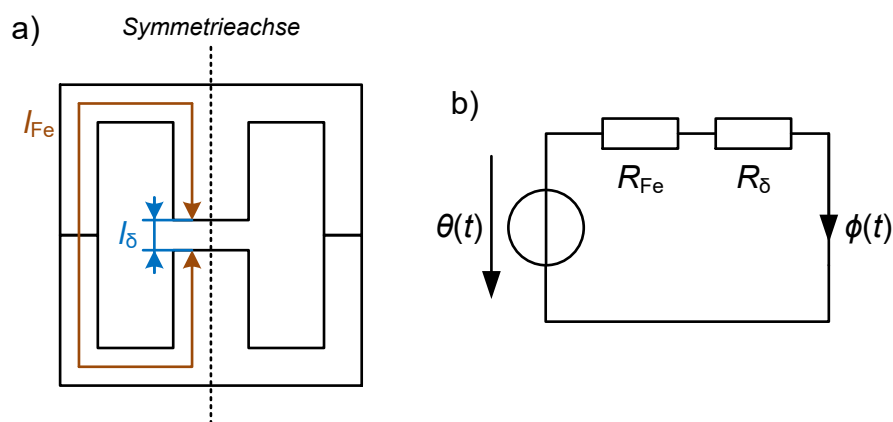 a)
Symmetrieachse
lFe
lδ
b)
RFe
Rδ
θ(t)
ϕ(t)